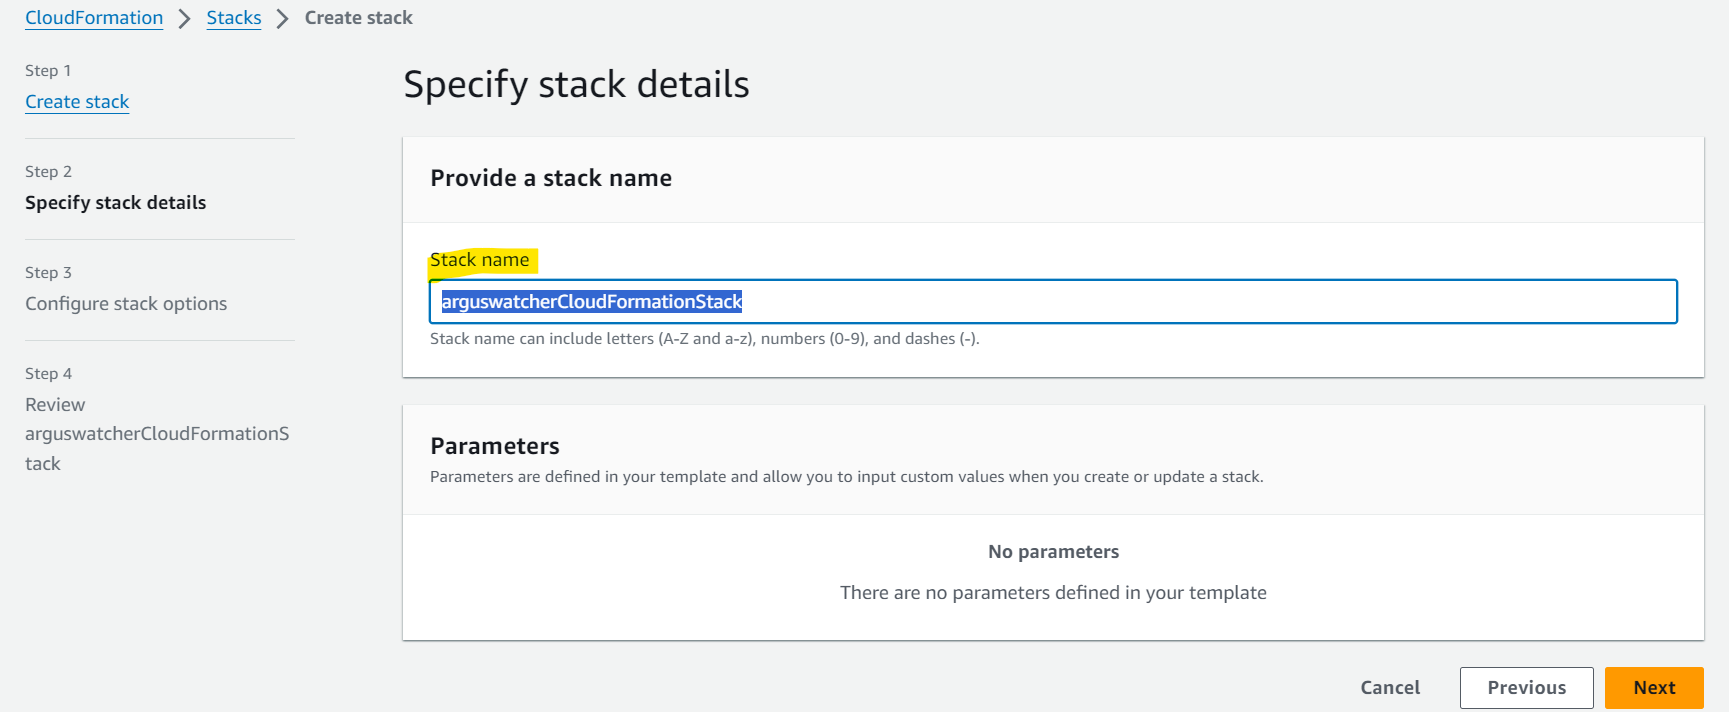 CloudFormation > Stacks > Create stack
Step 1
Create stack
Step 2
Specify stack details
Step 3
Configure stack options
Step 4
Review
arguswatcherCloudFormationS
tack
Specify stack details
Provide a stack name
Stack name
arguswatcherCloudFormationStack
Stack name can include letters (A-Z and a-z), numbers (0-9), and dashes (-).
Parameters
Parameters are defined in your template and allow you to input custom values when you create or update a stack.
No parameters
There are no parameters defined in your template
Cancel
Previous
Next